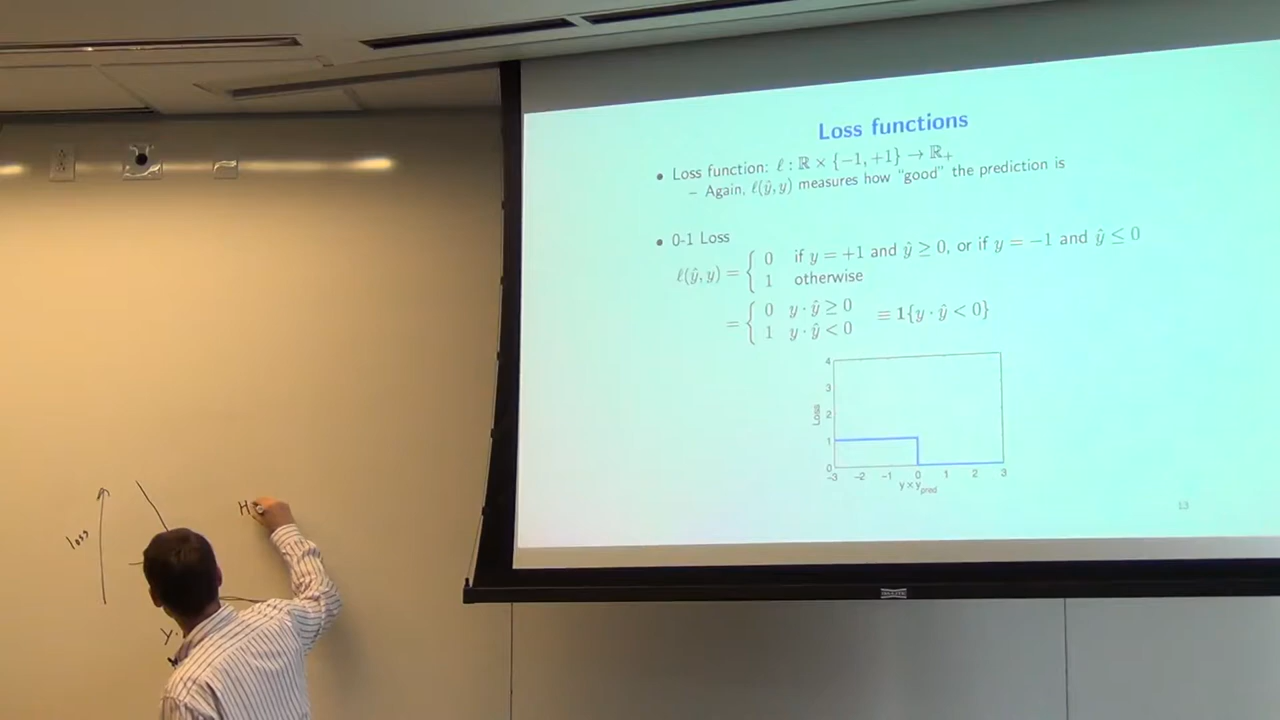 Loss functions
• Loss function: ℓ : ℝ × {−1, +1} → ℝ₊
– Again, ℓ(ŷ, y) measures how "good" the prediction is
• 0-1 Loss
ℓ(ŷ, y) = { 0 if y = +1 and ŷ ≥ 0, or if y = −1 and ŷ ≤ 0
1 otherwise
= { 0 y · ŷ ≥ 0
1 y · ŷ < 0
≡ 1{y · ŷ < 0}
4
3
2
1
0
Loss
−3 −2 −1 0 1 2 3
y × y_pred
13
loss
H
y